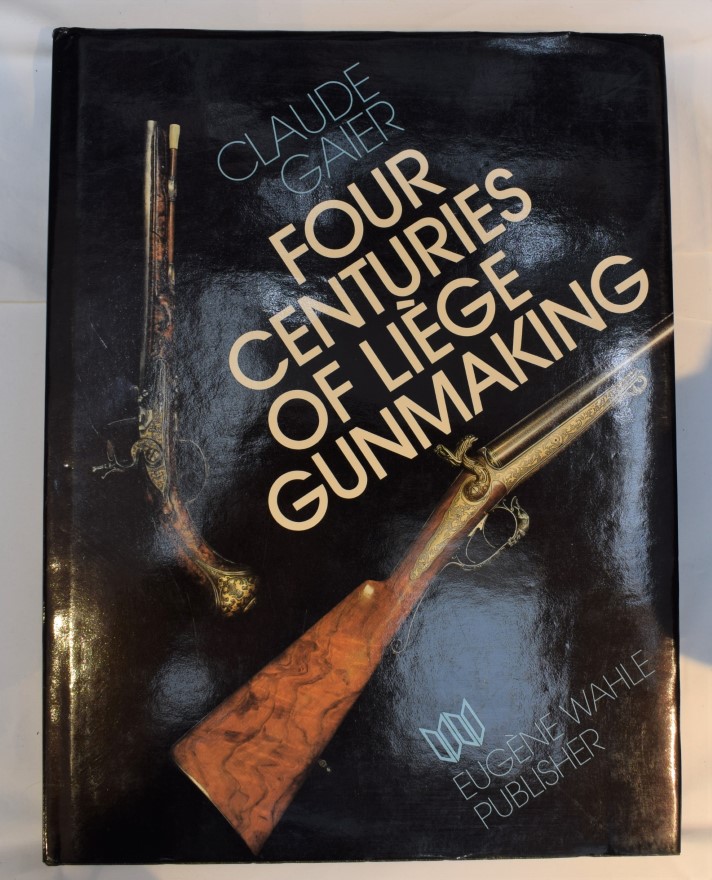 CLAUDE
GAIER
FOUR
CENTURIES
OF LIÈGE
GUNMAKING
EUGÈNE WAHLE
PUBLISHER